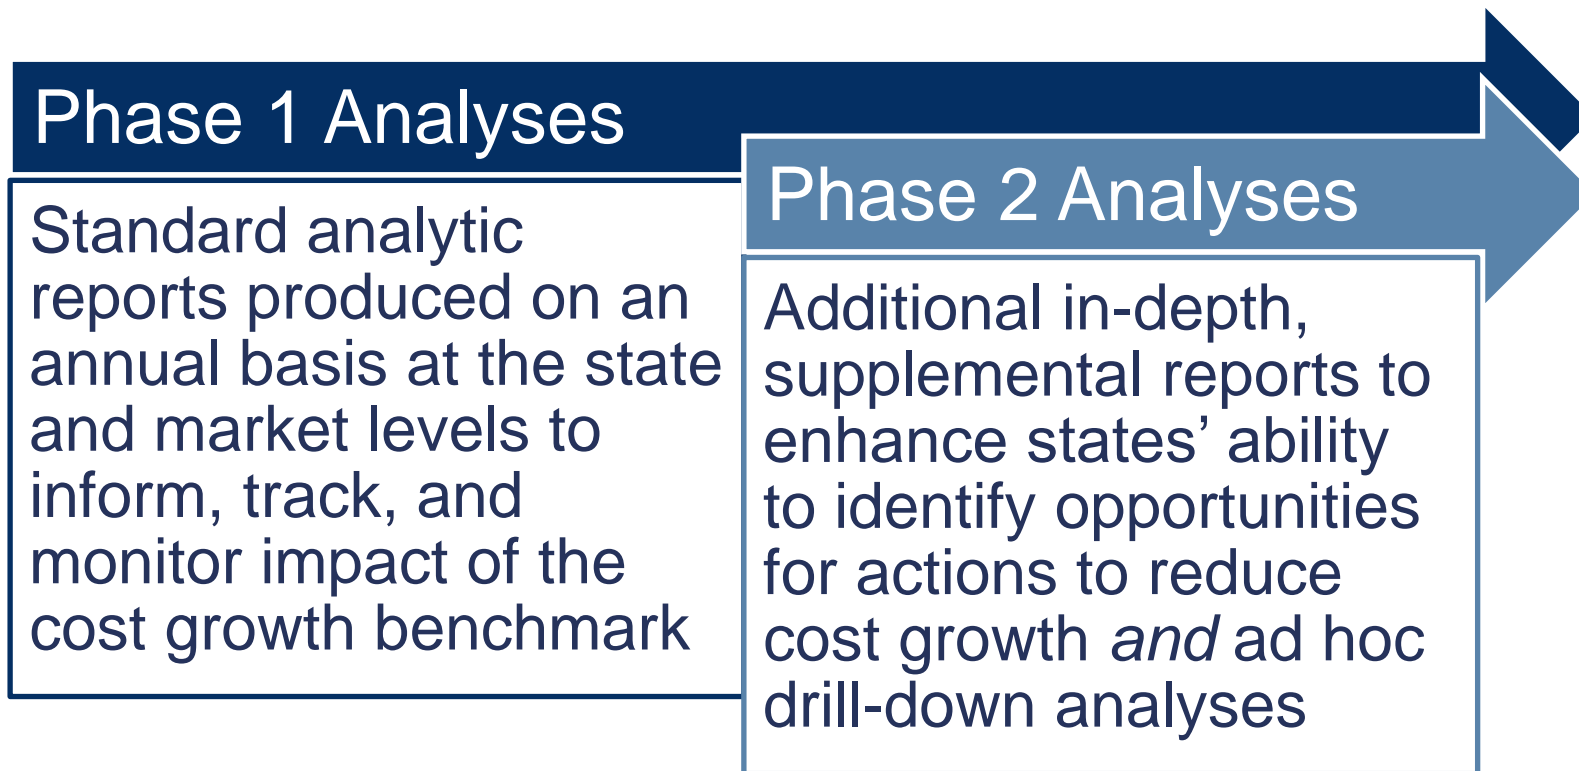 Phase 1 Analyses
Standard analytic
reports produced on an
annual basis at the state
and market levels to
inform, track, and
monitor impact of the
cost growth benchmark
Phase 2 Analyses
Additional in-depth,
supplemental reports to
enhance states’ ability
to identify opportunities
for actions to reduce
cost growth and ad hoc
drill-down analyses